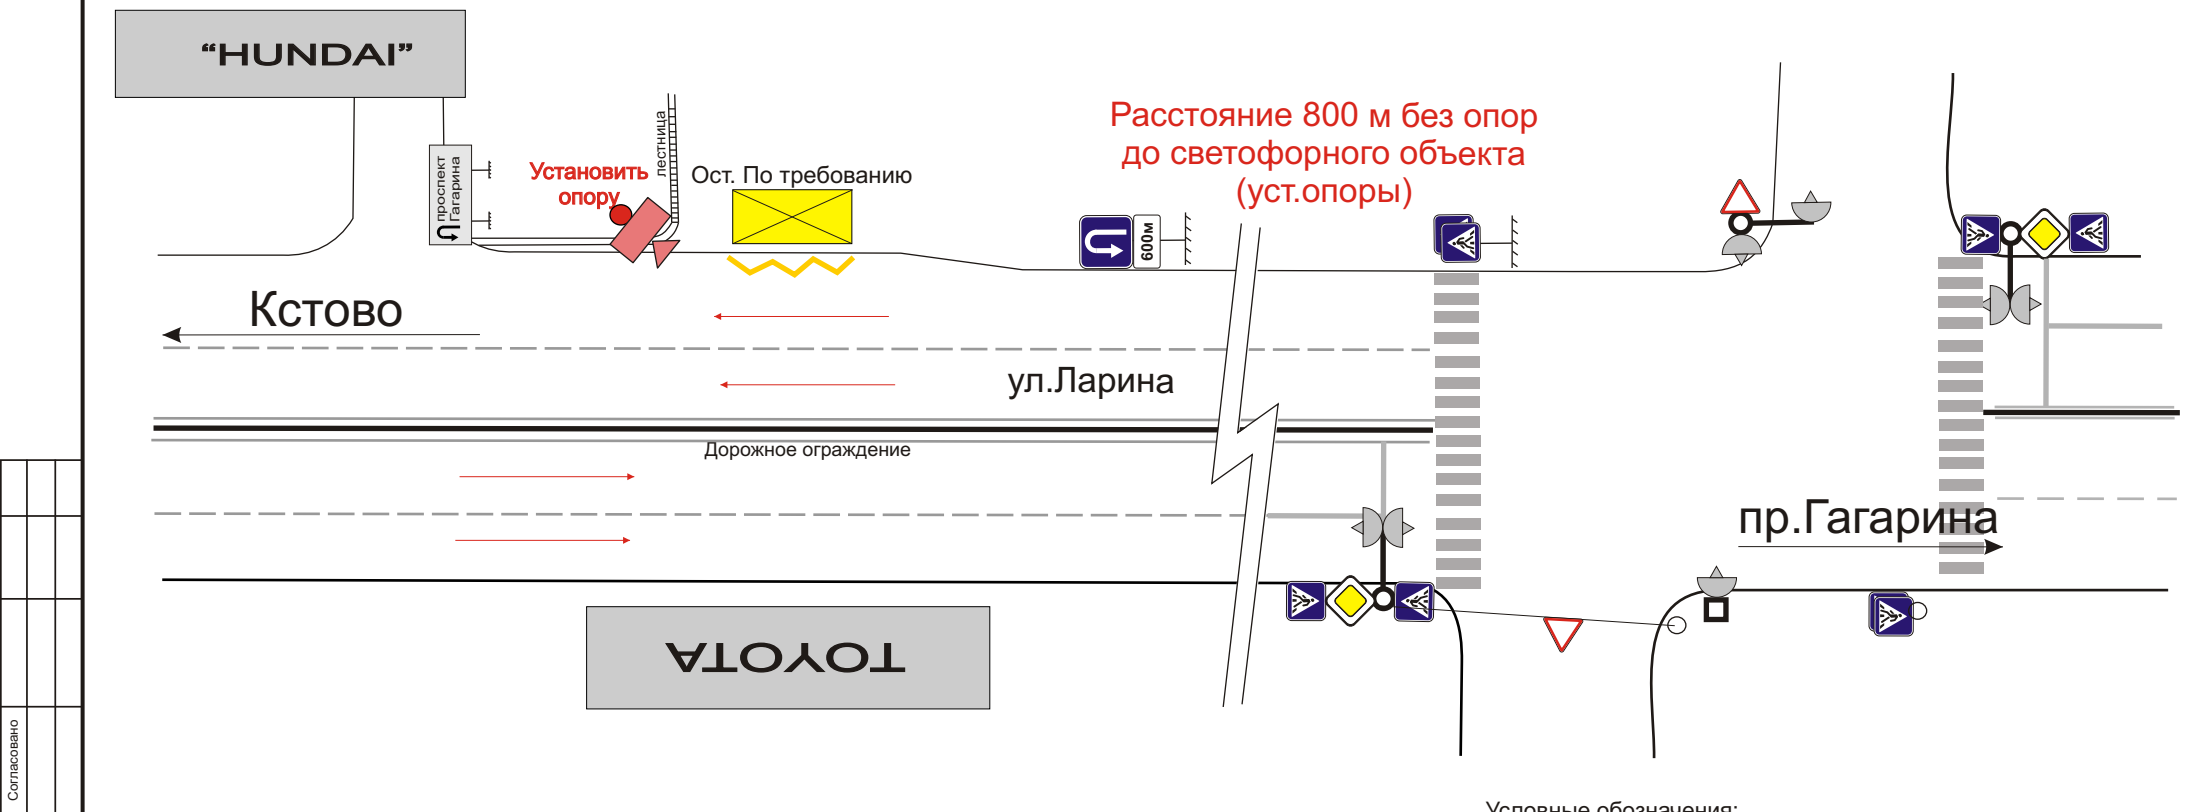 “HUNDAI”
проспект
Гагарина
Установить
опору
лестница
Ост. По требованию
Расстояние 800 м без опор
до светофорного объекта
(уст.опоры)
600м
Кстово
ул.Ларина
Дорожное ограждение
пр.Гагарина
TOYOTA
Согласовано
Условные обозначения: